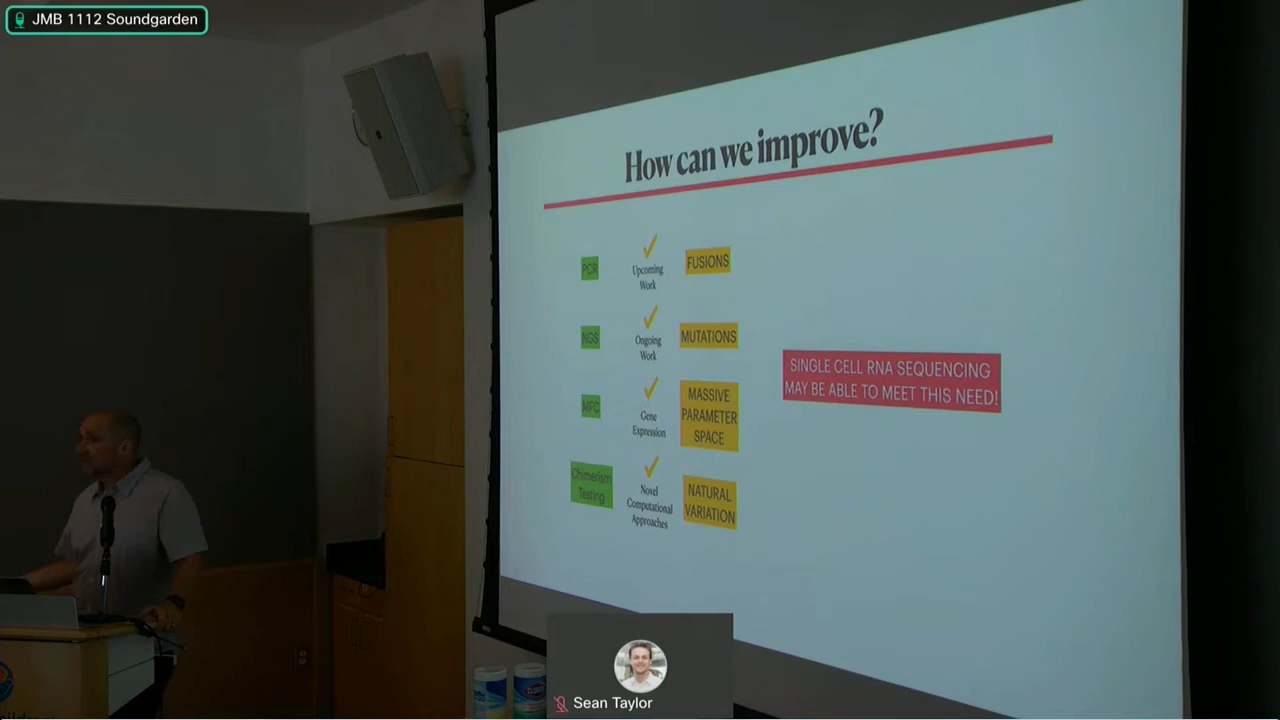 JMB 1112 Soundgarden
How can we improve?
PCR
Upcoming
Work
FUSIONS
NGS
Ongoing
Work
MUTATIONS
MFC
Gene
Expression
MASSIVE
PARAMETER
SPACE
Chimerism
Testing
Novel
Computational
Approaches
NATURAL
VARIATION
SINGLE CELL RNA SEQUENCING
MAY BE ABLE TO MEET THIS NEED!
Sean Taylor